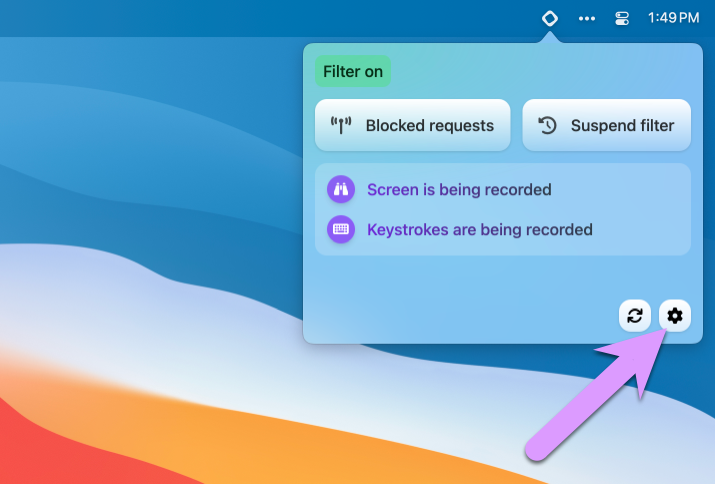 1:49 PM
Filter on
Blocked requests
Suspend filter
Screen is being recorded
Keystrokes are being recorded